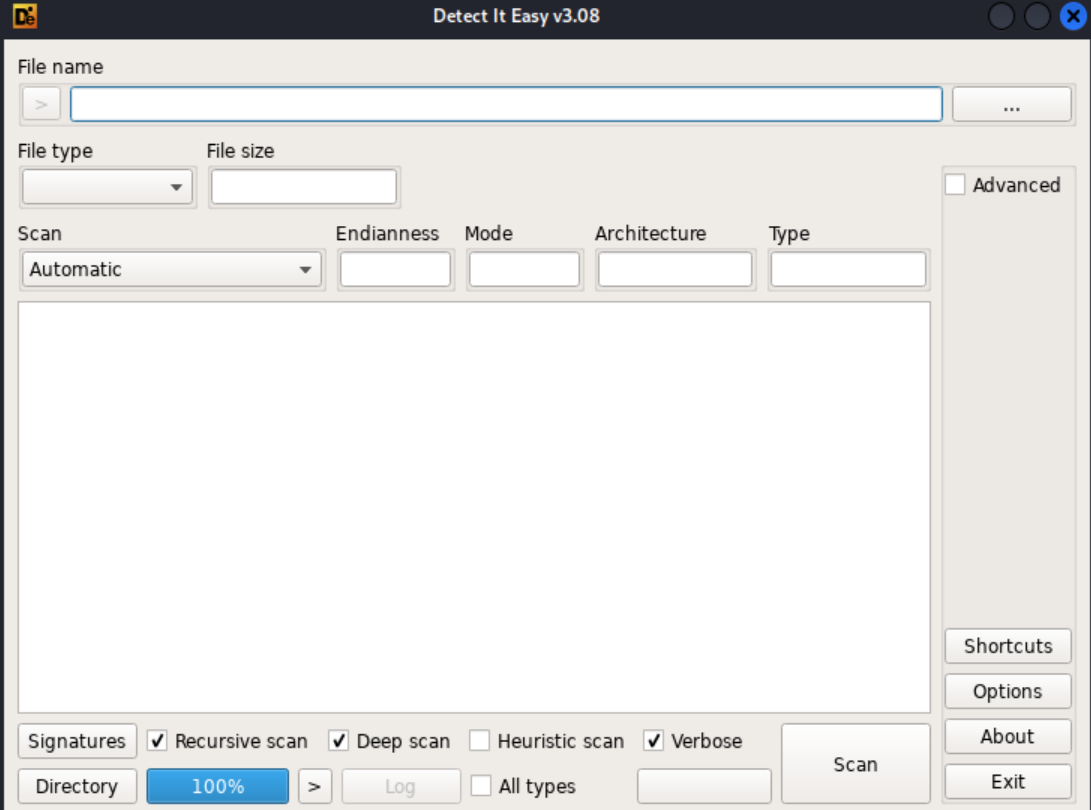 De Detect It Easy v3.08
File name
> ...
File type File size
Advanced
Scan Endianness Mode Architecture Type
Automatic
Shortcuts
Options
Signatures Recursive scan Deep scan Heuristic scan Verbose
About
Scan
Directory 100% > Log All types
Exit